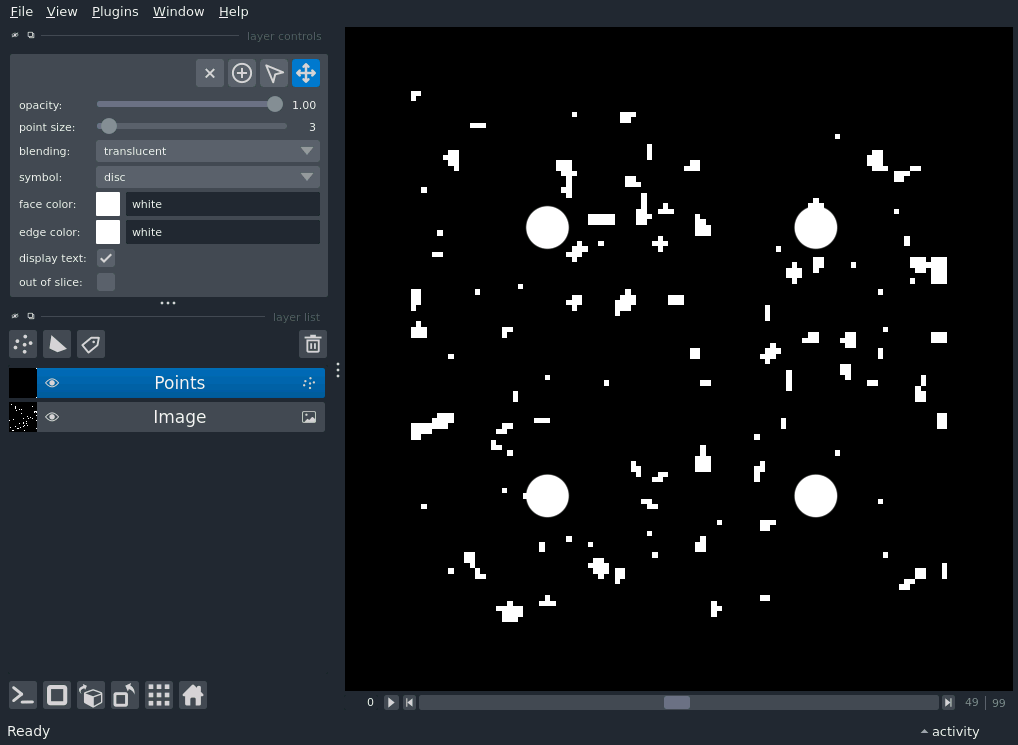 File View Plugins Window Help
layer controls
opacity: 1.00
point size: 3
blending: translucent
symbol: disc
face color: white
edge color: white
display text:
out of slice:
layer list
Points
Image
0 49 | 99
Ready activity